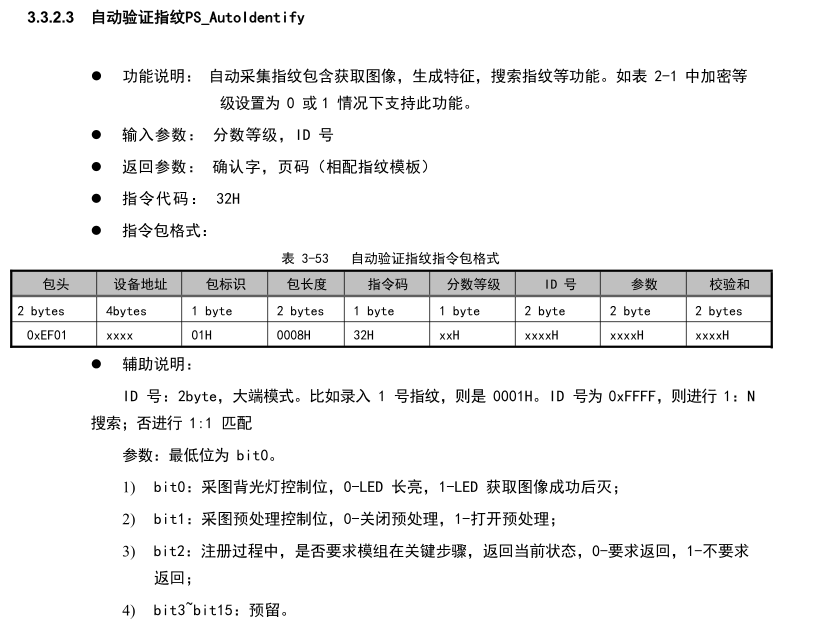 3.3.2.3 自动验证指纹PS_AutoIdentify
● 功能说明： 自动采集指纹包含获取图像，生成特征，搜索指纹等功能。如表 2-1 中加密等
级设置为 0 或 1 情况下支持此功能。
● 输入参数： 分数等级，ID 号
● 返回参数： 确认字，页码（相配指纹模板）
● 指令代码： 32H
● 指令包格式：
表 3-53 自动验证指纹指令包格式
包头 设备地址 包标识 包长度 指令码 分数等级 ID 号 参数 校验和
2 bytes 4bytes 1 byte 2 bytes 1 byte 1 byte 2 byte 2 byte 2 bytes
0xEF01 xxxx 01H 0008H 32H xxH xxxxH xxxxH xxxxH
● 辅助说明：
ID 号：2byte，大端模式。比如录入 1 号指纹，则是 0001H。ID 号为 0xFFFF，则进行 1：N
搜索；否进行 1:1 匹配
参数：最低位为 bit0。
1) bit0：采图背光灯控制位，0-LED 长亮，1-LED 获取图像成功后灭；
2) bit1：采图预处理控制位，0-关闭预处理，1-打开预处理；
3) bit2：注册过程中，是否要求模组在关键步骤，返回当前状态，0-要求返回，1-不要求
返回；
4) bit3~bit15：预留。